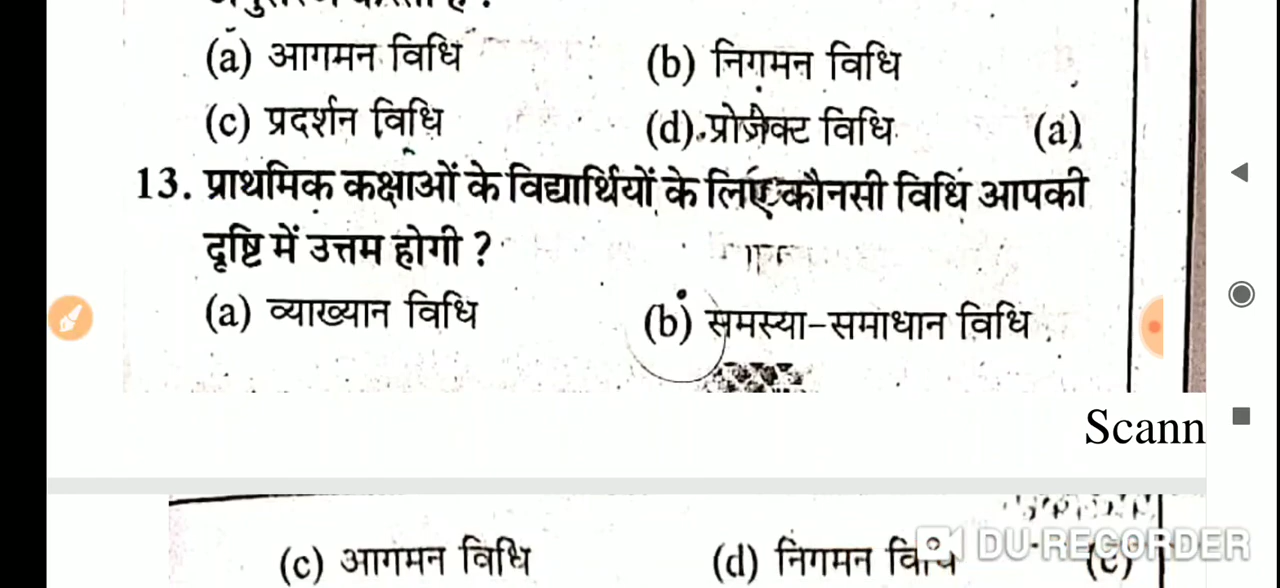 (a) आगमन विधि (b) निगमन विधि
(c) प्रदर्शन विधि (d) प्रोजैक्ट विधि (a)
13. प्राथमिक कक्षाओं के विद्यार्थियों के लिए कौनसी विधि आपकी
दृष्टि में उत्तम होगी ?
(a) व्याख्यान विधि (b) समस्या-समाधान विधि
Scann
(c) आगमन विधि (d) निगमन विधि (c)
DU RECORDER